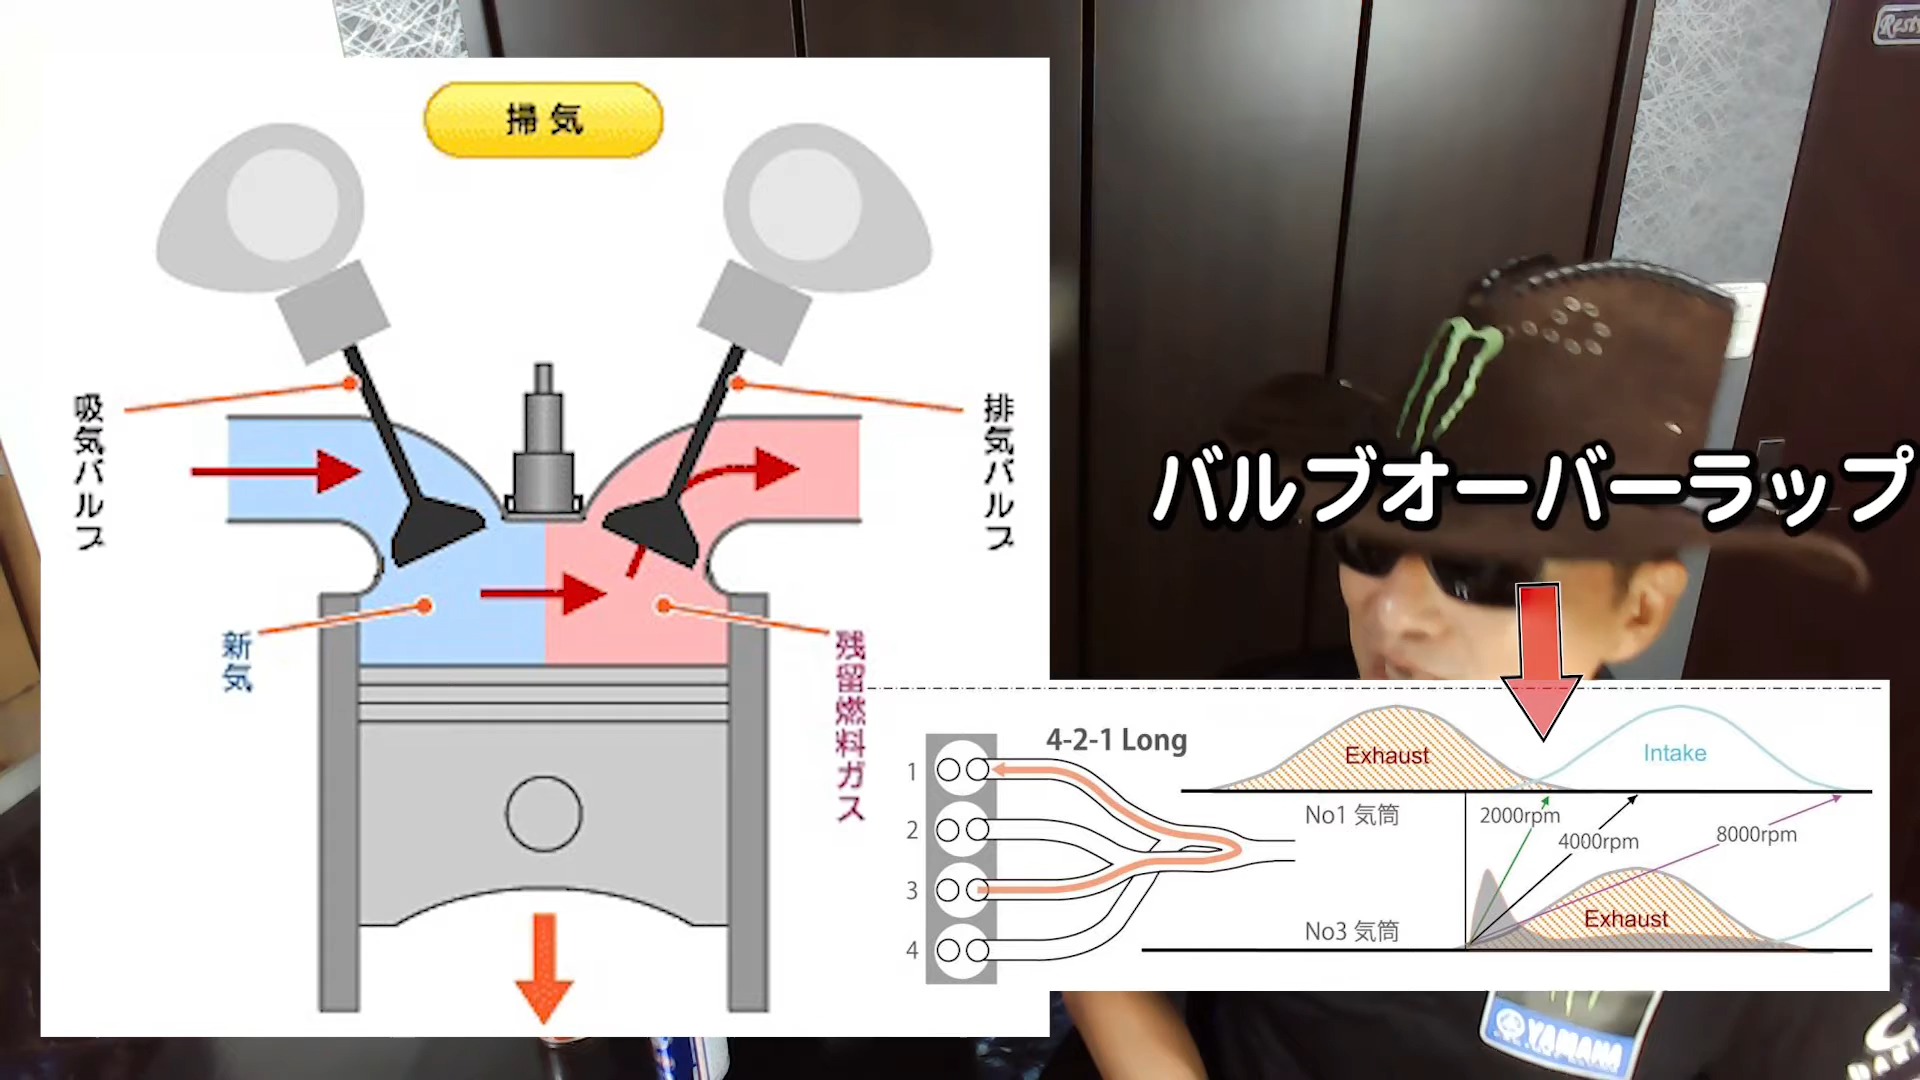 掃気
吸気バルブ
排気バルブ
新気
残留燃料ガス
バルブオーバーラップ
4-2-1 Long
1
2
3
4
Exhaust
Intake
No1 気筒
2000rpm
4000rpm
8000rpm
No3 気筒
Exhaust
YAMAHA